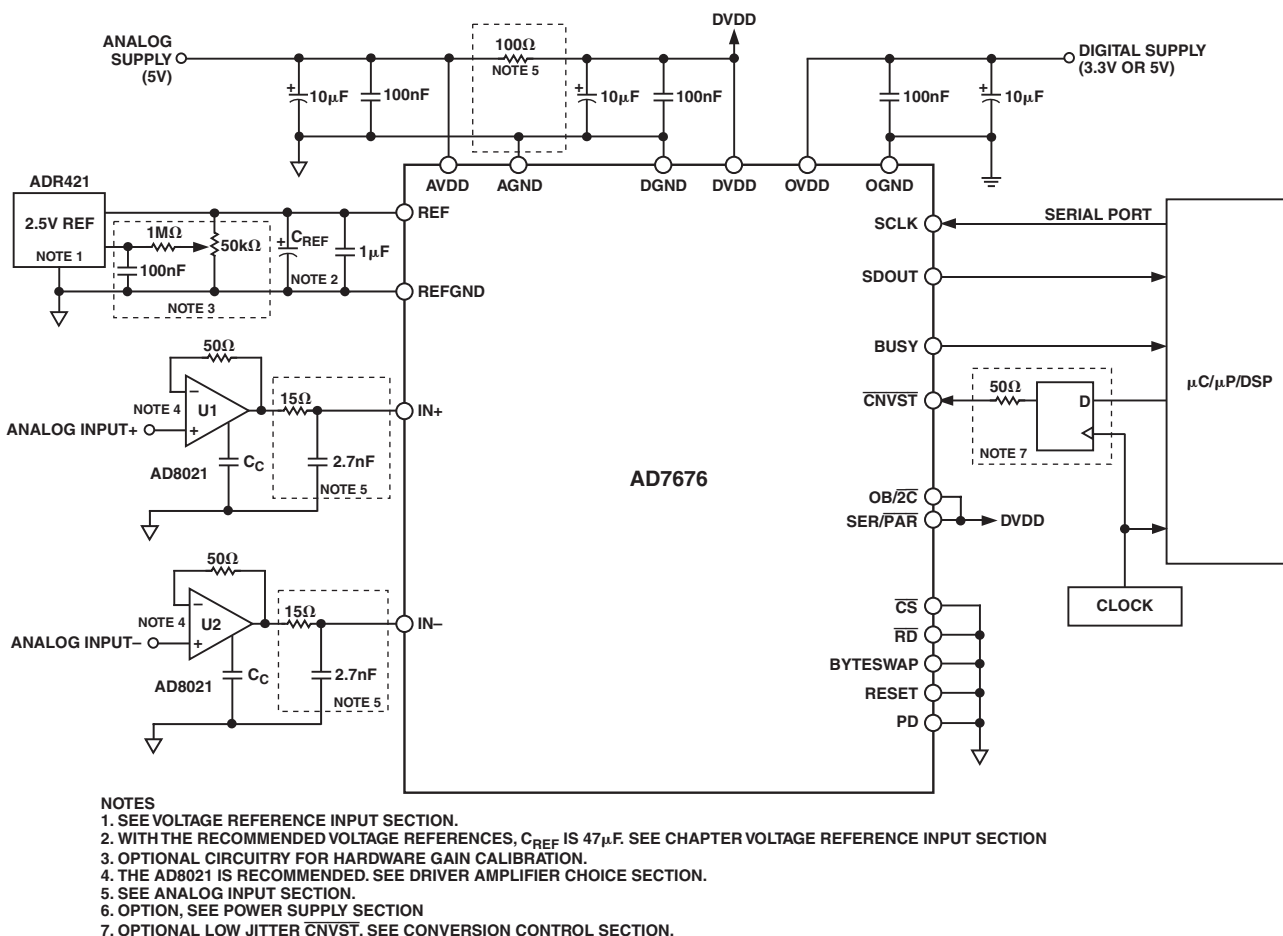 ANALOG
SUPPLY
(5V)
100Ω
NOTE 5
DVDD
DIGITAL SUPPLY
(3.3V OR 5V)
+
10μF
100nF
+
10μF
100nF
100nF
+
10μF
AVDD
AGND
DGND
DVDD
OVDD
OGND
ADR421
2.5V REF
NOTE 1
1MΩ
50kΩ
100nF
NOTE 3
+
CREF
NOTE 2
1μF
REF
REFGND
50Ω
−
U1
+
NOTE 4
ANALOG INPUT+
AD8021
CC
15Ω
2.7nF
NOTE 5
IN+
50Ω
−
U2
+
NOTE 4
ANALOG INPUT−
AD8021
CC
15Ω
2.7nF
NOTE 5
IN−
AD7676
SCLK
SERIAL PORT
SDOUT
BUSY
CNVST
50Ω
D
NOTE 7
μC/μP/DSP
OB/2C
SER/PAR
DVDD
CLOCK
CS
RD
BYTESWAP
RESET
PD
NOTES
1. SEE VOLTAGE REFERENCE INPUT SECTION.
2. WITH THE RECOMMENDED VOLTAGE REFERENCES, CREF IS 47μF. SEE CHAPTER VOLTAGE REFERENCE INPUT SECTION
3. OPTIONAL CIRCUITRY FOR HARDWARE GAIN CALIBRATION.
4. THE AD8021 IS RECOMMENDED. SEE DRIVER AMPLIFIER CHOICE SECTION.
5. SEE ANALOG INPUT SECTION.
6. OPTION, SEE POWER SUPPLY SECTION
7. OPTIONAL LOW JITTER CNVST. SEE CONVERSION CONTROL SECTION.